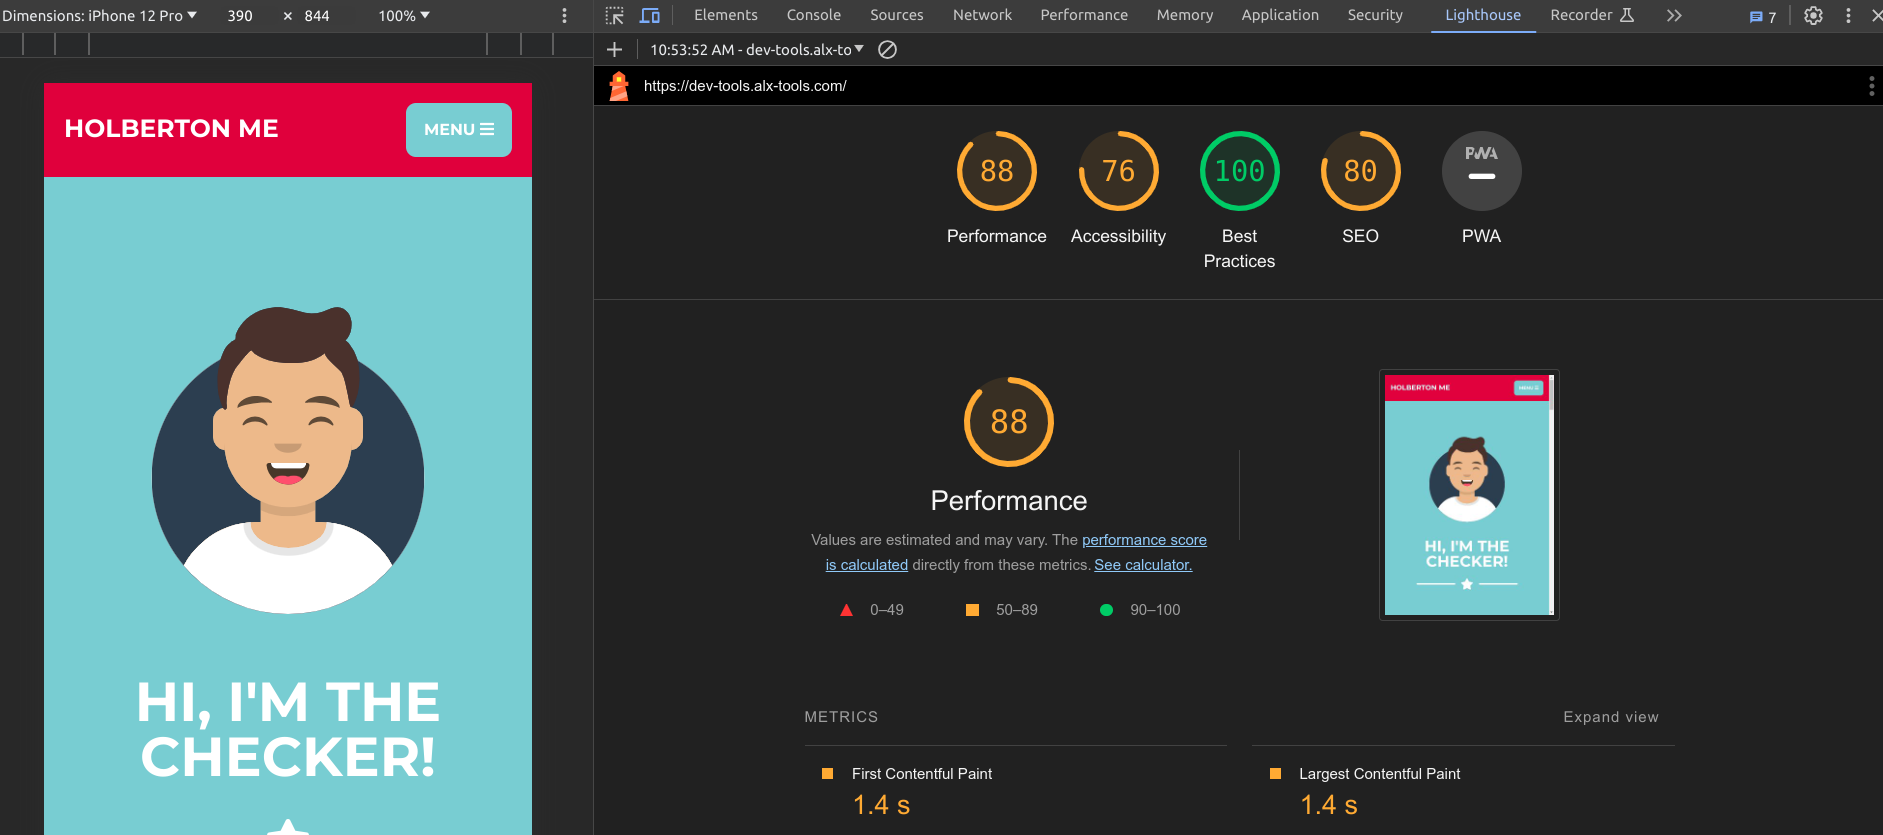 Dimensions: iPhone 12 Pro 390 × 844 100%
Elements Console Sources Network Performance Memory Application Security Lighthouse Recorder 7
10:53:52 AM - dev-tools.alx-to
https://dev-tools.alx-tools.com/
HOLBERTON ME
MENU
HI, I'M THE
CHECKER!
88 76 100 80 PWA
Performance Accessibility Best Practices SEO PWA
88
Performance
Values are estimated and may vary. The performance score
is calculated directly from these metrics. See calculator.
0–49 50–89 90–100
HOLBERTON ME
MENU
HI, I'M THE
CHECKER!
METRICS
Expand view
First Contentful Paint
1.4 s
Largest Contentful Paint
1.4 s